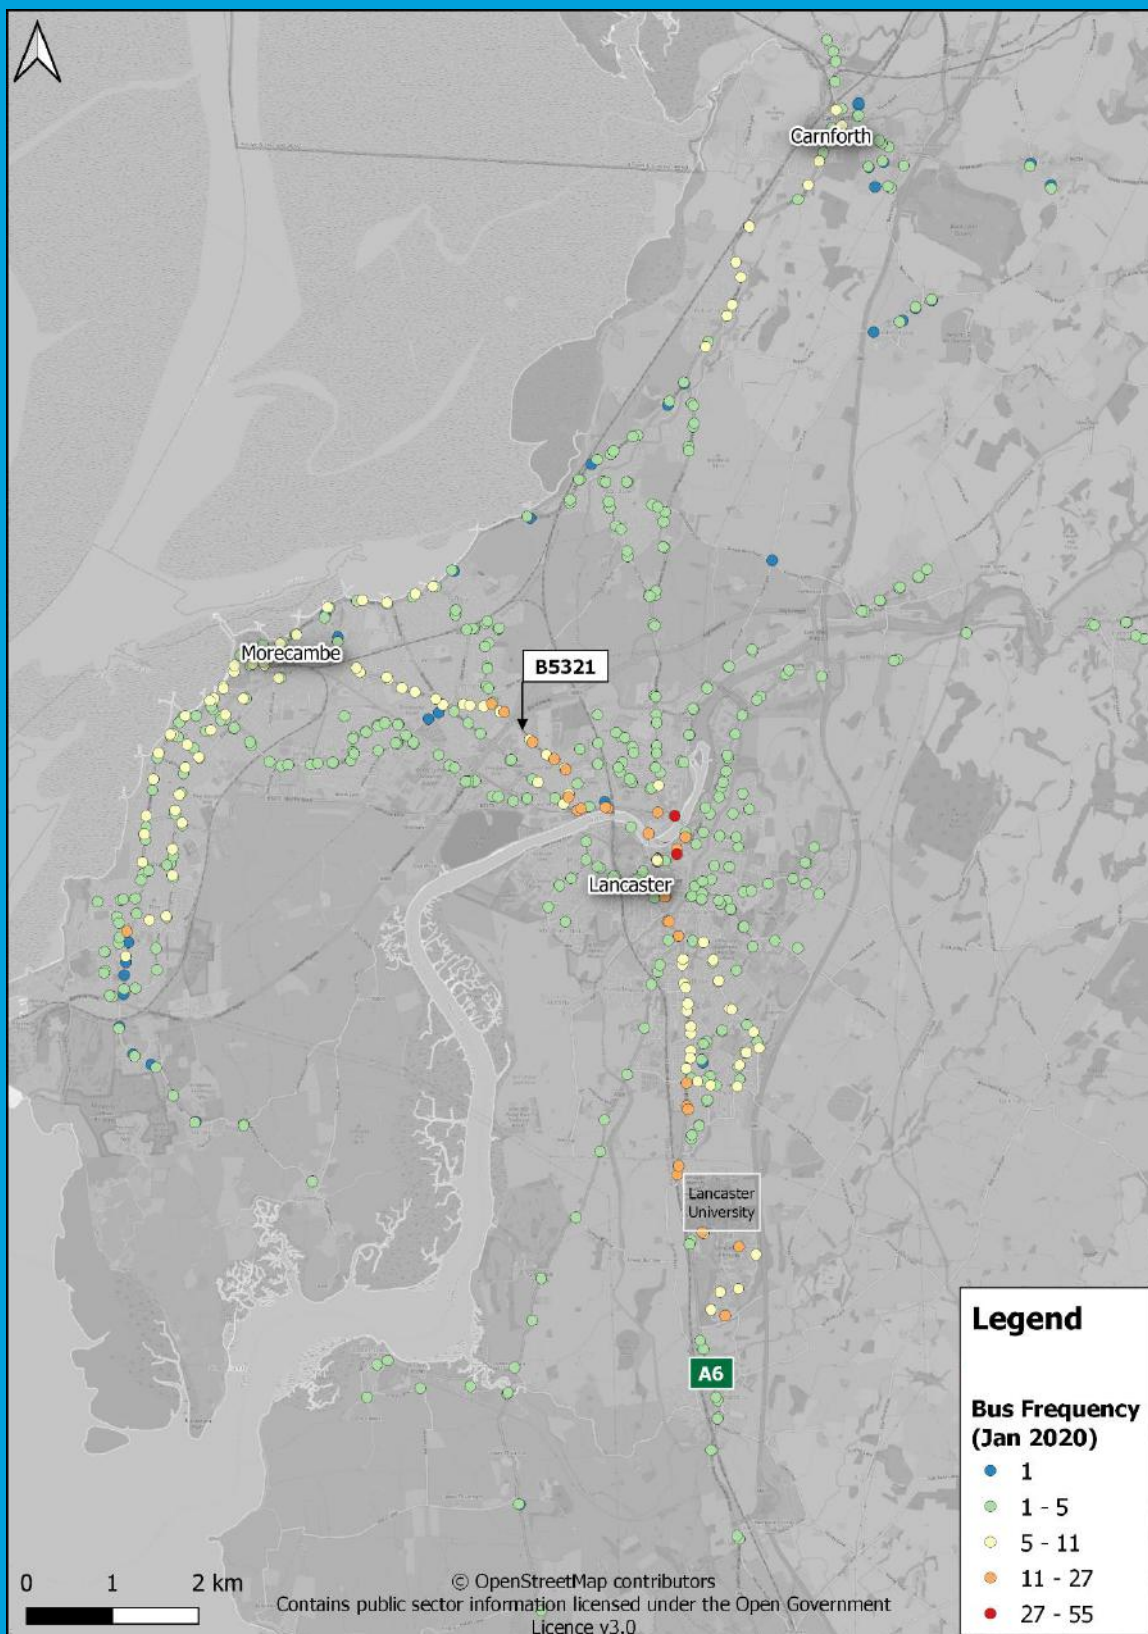 Carnforth
Morecambe
B5321
Lancaster
Lancaster
University
A6
Legend
Bus Frequency
(Jan 2020)
1
1 - 5
5 - 11
11 - 27
27 - 55
0 1 2 km
© OpenStreetMap contributors
Contains public sector information licensed under the Open Government
Licence v3.0